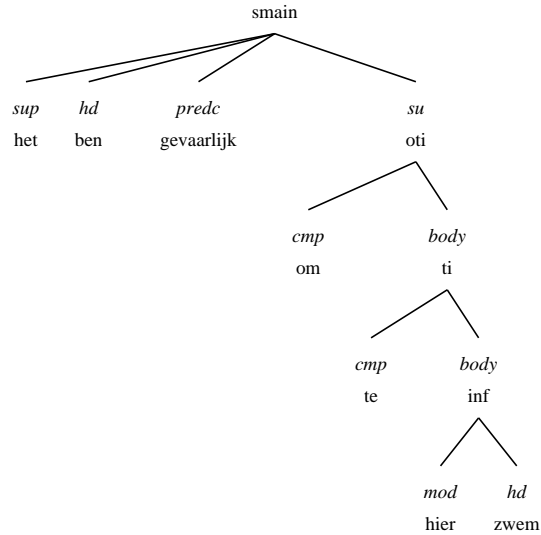 smain
sup hd predc su
het ben gevaarlijk oti
cmp body
om ti
cmp body
te inf
mod hd
hier zwem